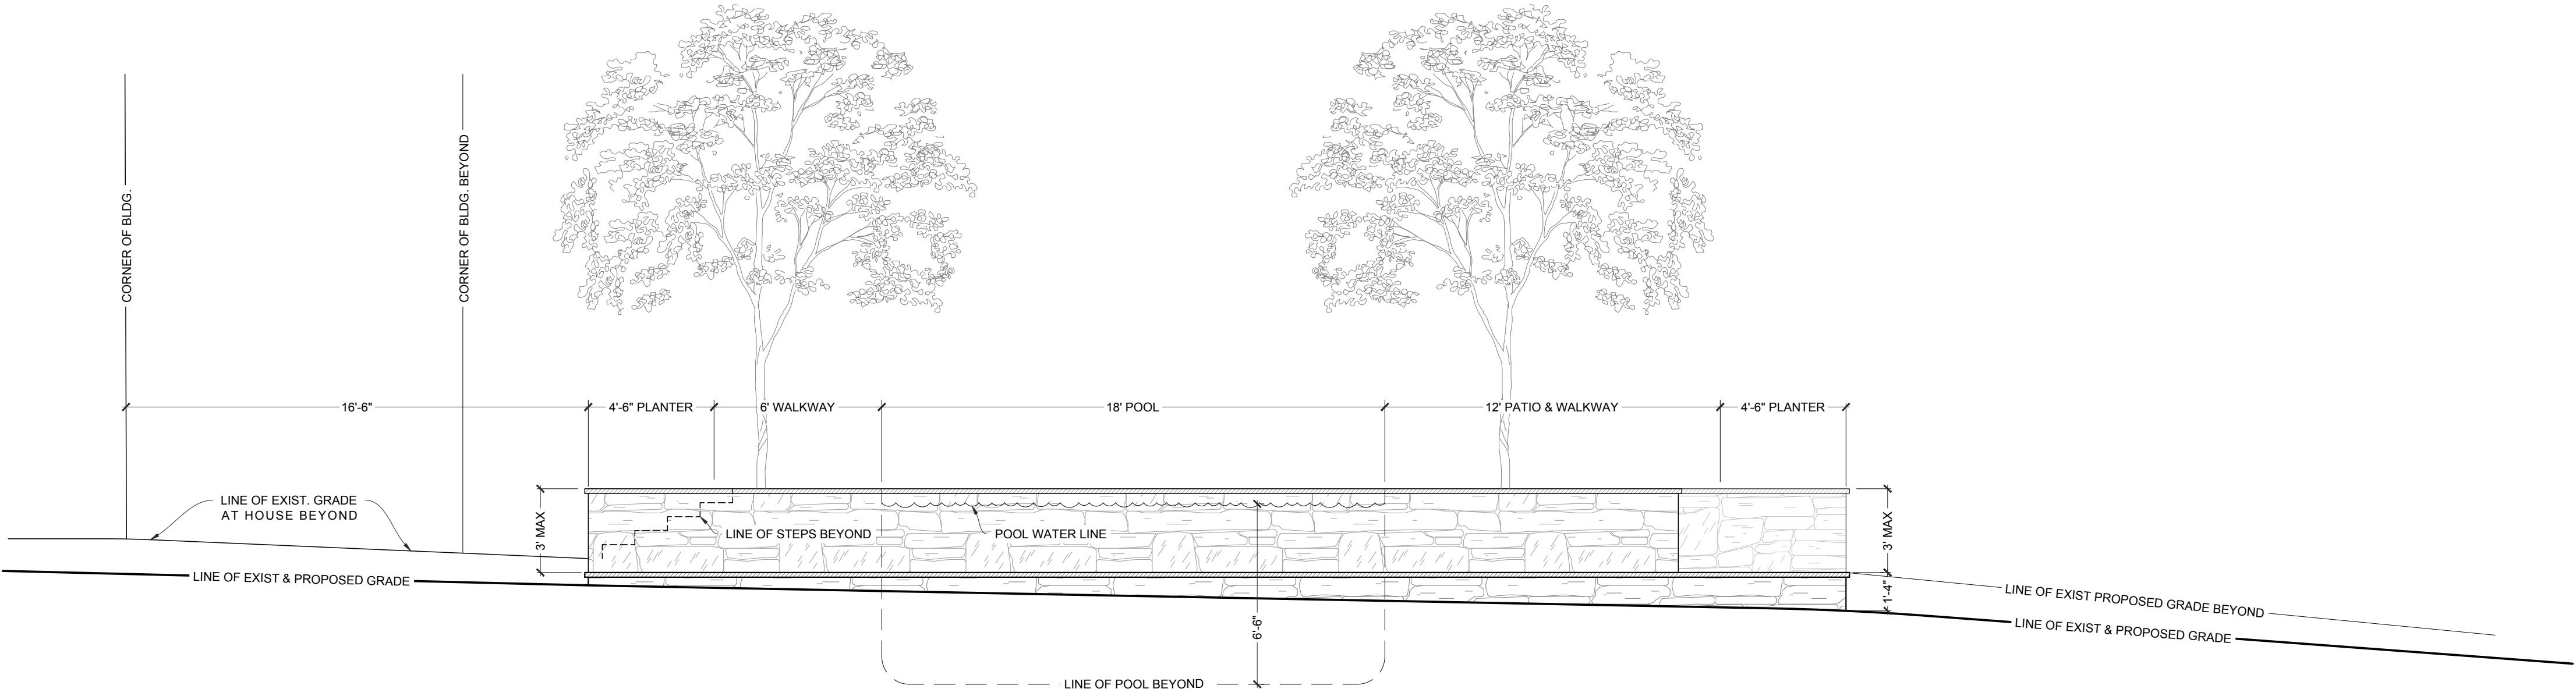 CORNER OF BLDG.
CORNER OF BLDG. BEYOND
16'-6"
4'-6" PLANTER
6' WALKWAY
18' POOL
12' PATIO & WALKWAY
4'-6" PLANTER
LINE OF EXIST. GRADE
AT HOUSE BEYOND
3' MAX
LINE OF STEPS BEYOND
POOL WATER LINE
3' MAX
LINE OF EXIST & PROPOSED GRADE
1'-4"
LINE OF EXIST PROPOSED GRADE BEYOND
6'-6"
LINE OF EXIST & PROPOSED GRADE
LINE OF POOL BEYOND